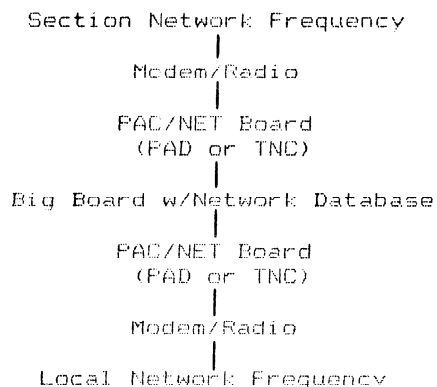 Section Network Frequency
Modem/Radio
PAC/NET Board
(PAD or TNC)
Big Board w/Network Database
PAC/NET Board
(PAD or TNC)
Modem/Radio
Local Network Frequency